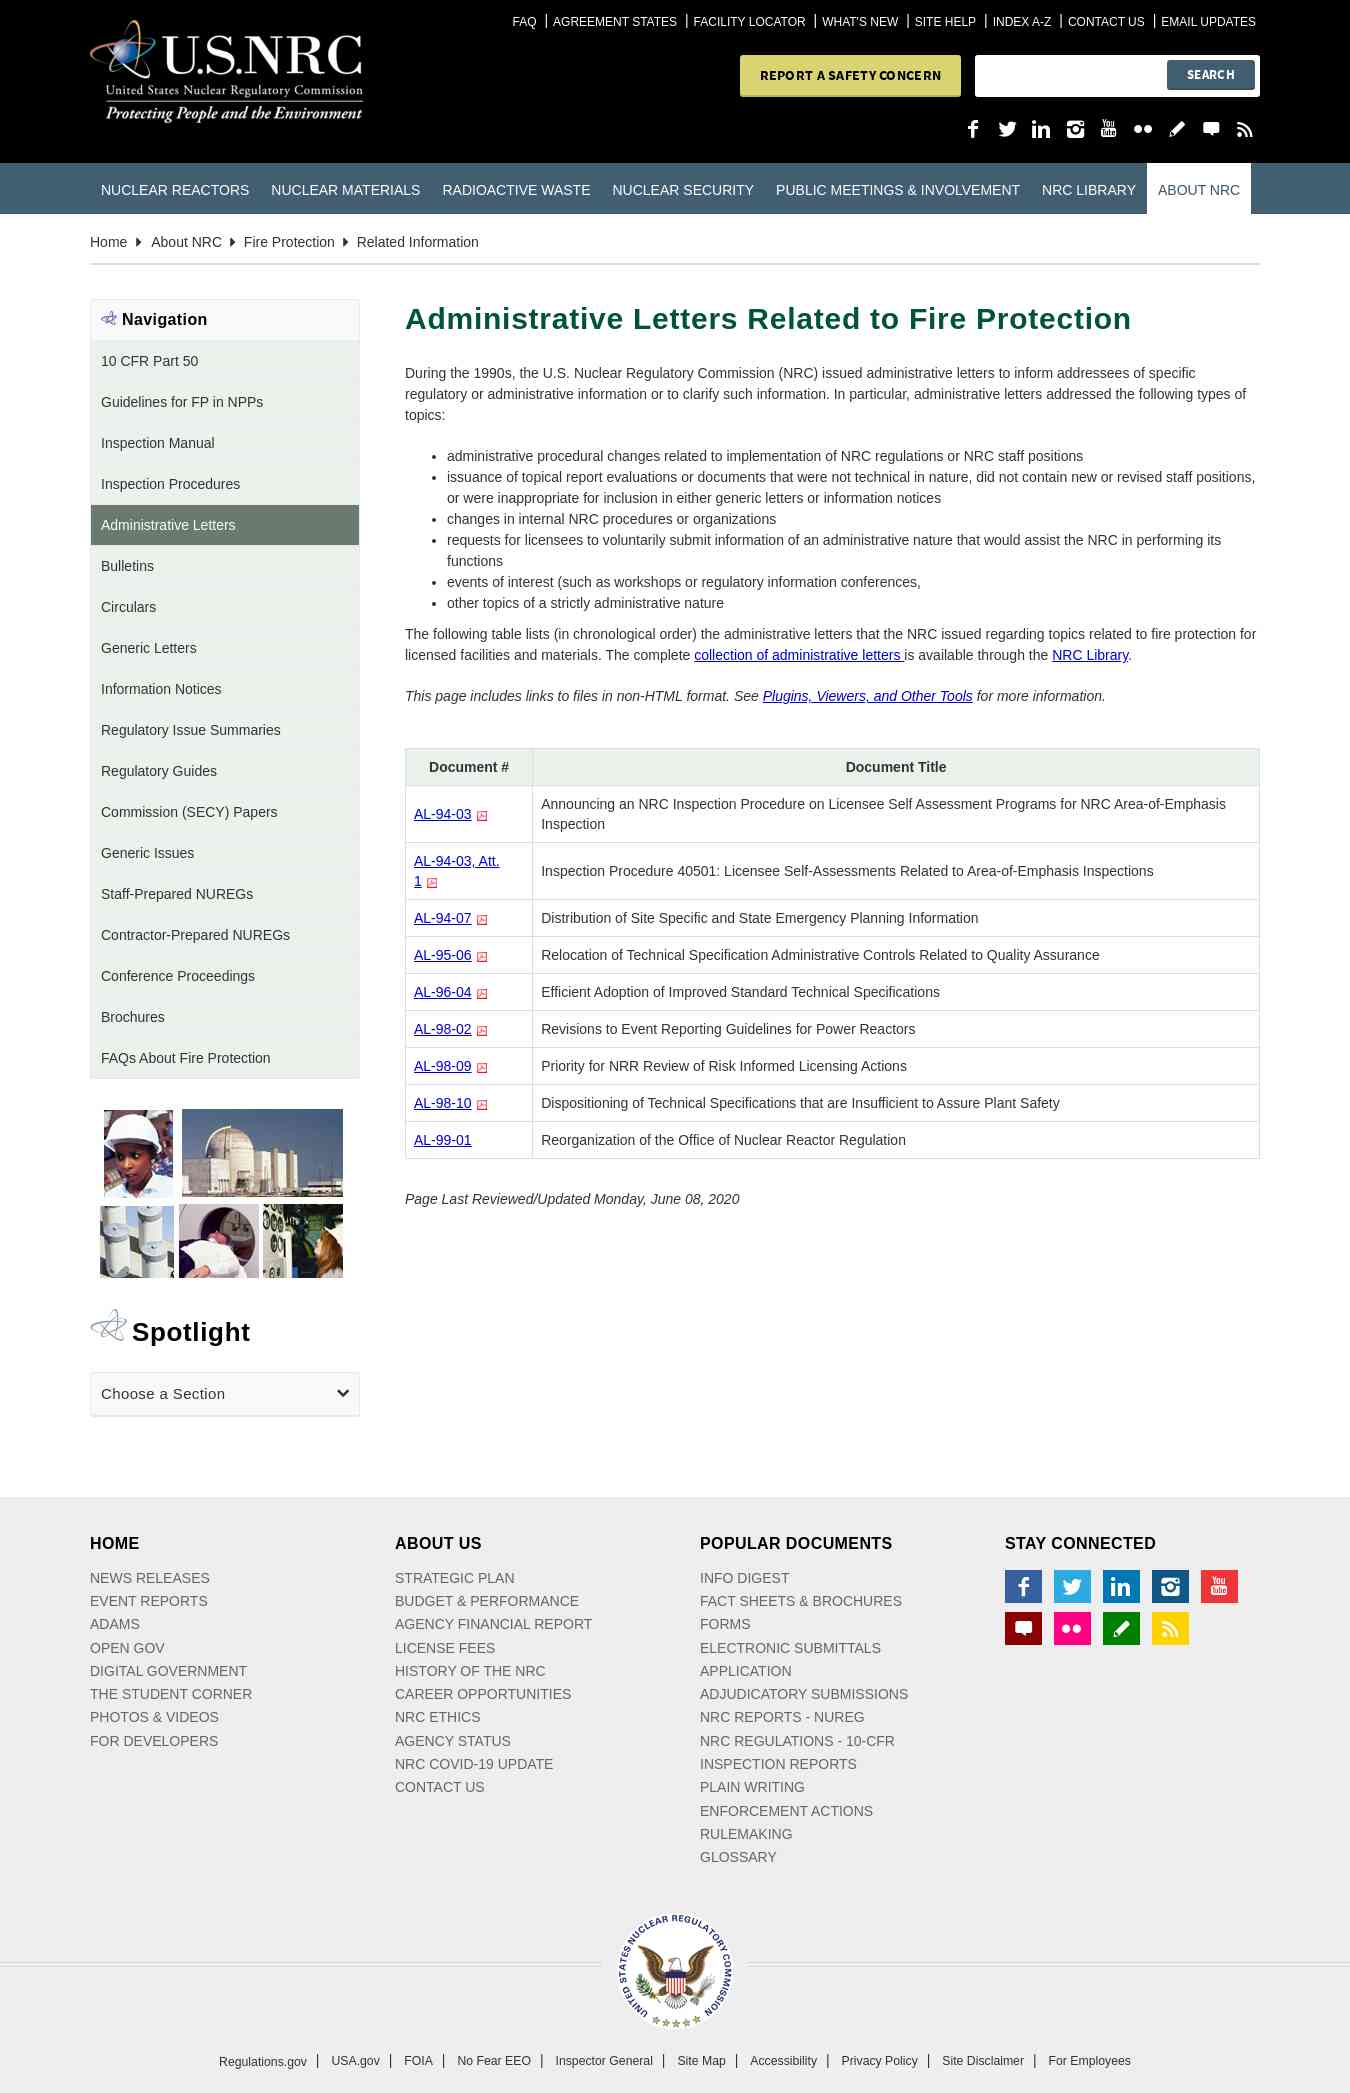 FAQ | AGREEMENT STATES | FACILITY LOCATOR | WHAT'S NEW | SITE HELP | INDEX A-Z | CONTACT US | EMAIL UPDATES
U.S.NRC
United States Nuclear Regulatory Commission
Protecting People and the Environment
REPORT A SAFETY CONCERN
SEARCH
NUCLEAR REACTORS NUCLEAR MATERIALS RADIOACTIVE WASTE NUCLEAR SECURITY PUBLIC MEETINGS & INVOLVEMENT NRC LIBRARY ABOUT NRC
Home About NRC Fire Protection Related Information
Navigation
10 CFR Part 50
Guidelines for FP in NPPs
Inspection Manual
Inspection Procedures
Administrative Letters
Bulletins
Circulars
Generic Letters
Information Notices
Regulatory Issue Summaries
Regulatory Guides
Commission (SECY) Papers
Generic Issues
Staff-Prepared NUREGs
Contractor-Prepared NUREGs
Conference Proceedings
Brochures
FAQs About Fire Protection
Spotlight
Choose a Section
Administrative Letters Related to Fire Protection
During the 1990s, the U.S. Nuclear Regulatory Commission (NRC) issued administrative letters to inform addressees of specific
regulatory or administrative information or to clarify such information. In particular, administrative letters addressed the following types of
topics:
• administrative procedural changes related to implementation of NRC regulations or NRC staff positions
• issuance of topical report evaluations or documents that were not technical in nature, did not contain new or revised staff positions,
or were inappropriate for inclusion in either generic letters or information notices
• changes in internal NRC procedures or organizations
• requests for licensees to voluntarily submit information of an administrative nature that would assist the NRC in performing its
functions
• events of interest (such as workshops or regulatory information conferences,
• other topics of a strictly administrative nature
The following table lists (in chronological order) the administrative letters that the NRC issued regarding topics related to fire protection for
licensed facilities and materials. The complete collection of administrative letters is available through the NRC Library.
This page includes links to files in non-HTML format. See Plugins, Viewers, and Other Tools for more information.
Document # Document Title
AL-94-03 Announcing an NRC Inspection Procedure on Licensee Self Assessment Programs for NRC Area-of-Emphasis
Inspection
AL-94-03, Att.
1 Inspection Procedure 40501: Licensee Self-Assessments Related to Area-of-Emphasis Inspections
AL-94-07 Distribution of Site Specific and State Emergency Planning Information
AL-95-06 Relocation of Technical Specification Administrative Controls Related to Quality Assurance
AL-96-04 Efficient Adoption of Improved Standard Technical Specifications
AL-98-02 Revisions to Event Reporting Guidelines for Power Reactors
AL-98-09 Priority for NRR Review of Risk Informed Licensing Actions
AL-98-10 Dispositioning of Technical Specifications that are Insufficient to Assure Plant Safety
AL-99-01 Reorganization of the Office of Nuclear Reactor Regulation
Page Last Reviewed/Updated Monday, June 08, 2020
HOME
NEWS RELEASES
EVENT REPORTS
ADAMS
OPEN GOV
DIGITAL GOVERNMENT
THE STUDENT CORNER
PHOTOS & VIDEOS
FOR DEVELOPERS
ABOUT US
STRATEGIC PLAN
BUDGET & PERFORMANCE
AGENCY FINANCIAL REPORT
LICENSE FEES
HISTORY OF THE NRC
CAREER OPPORTUNITIES
NRC ETHICS
AGENCY STATUS
NRC COVID-19 UPDATE
CONTACT US
POPULAR DOCUMENTS
INFO DIGEST
FACT SHEETS & BROCHURES
FORMS
ELECTRONIC SUBMITTALS
APPLICATION
ADJUDICATORY SUBMISSIONS
NRC REPORTS - NUREG
NRC REGULATIONS - 10-CFR
INSPECTION REPORTS
PLAIN WRITING
ENFORCEMENT ACTIONS
RULEMAKING
GLOSSARY
STAY CONNECTED
UNITED STATES NUCLEAR REGULATORY COMMISSION
Regulations.gov | USA.gov | FOIA | No Fear EEO | Inspector General | Site Map | Accessibility | Privacy Policy | Site Disclaimer | For Employees